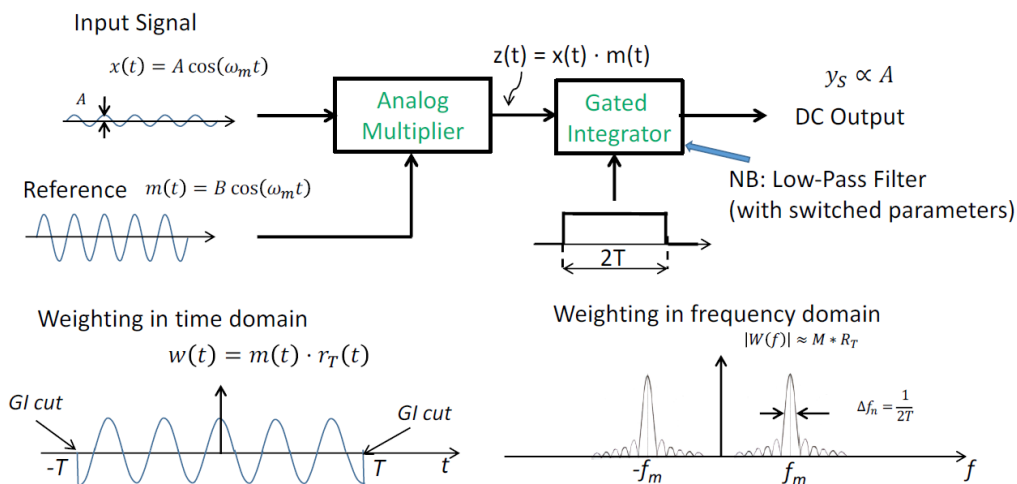 Input Signal
x(t) = A cos(ω_m t)
A
Analog
Multiplier
z(t) = x(t) · m(t)
Gated
Integrator
y_S ∝ A
DC Output
Reference m(t) = B cos(ω_m t)
NB: Low-Pass Filter
(with switched parameters)
2T
Weighting in time domain
w(t) = m(t) · r_T(t)
GI cut
GI cut
-T
T
t
Weighting in frequency domain
|W(f)| ≈ M ∗ R_T
Δf_n = 1/2T
-f_m
f_m
f